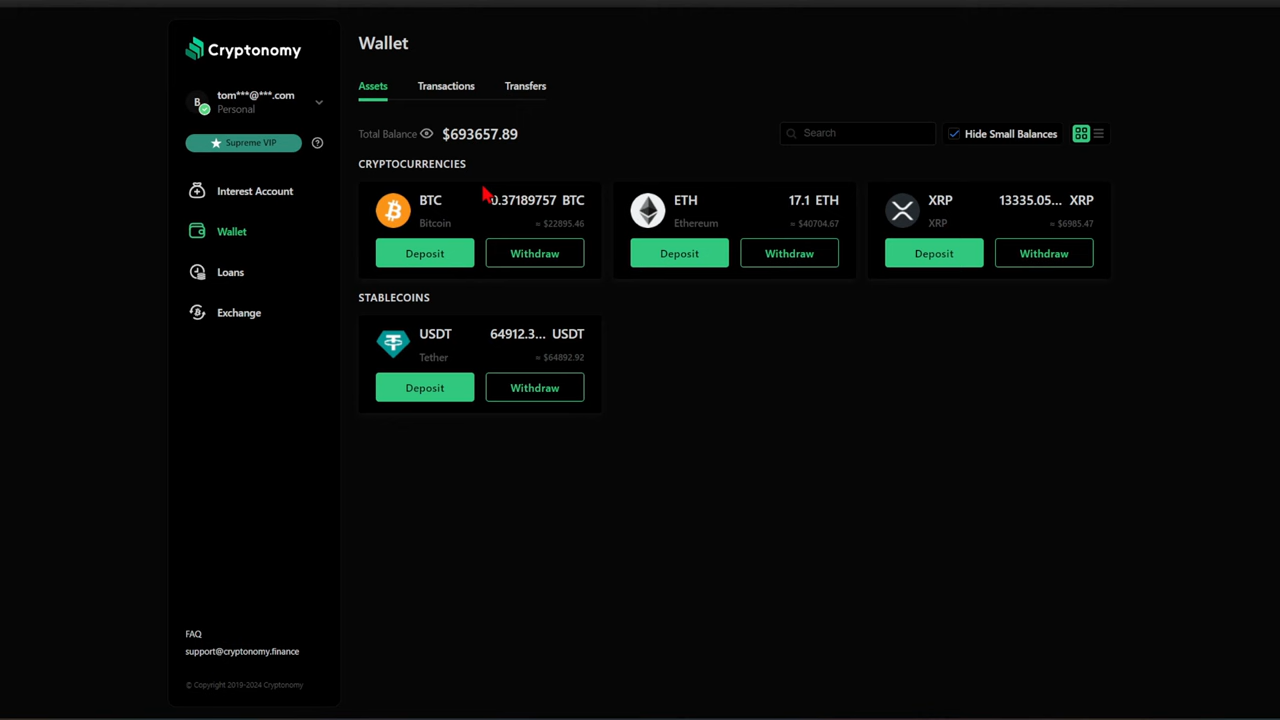 Cryptonomy
B
tom***@***.com
Personal
Supreme VIP
?
Interest Account
Wallet
Loans
Exchange
FAQ
support@cryptonomy.finance
© Copyright 2019-2024 Cryptonomy
Wallet
Assets Transactions Transfers
Total Balance $693657.89
Search
Hide Small Balances
CRYPTOCURRENCIES
BTC 0.37189757 BTC
Bitcoin ≈ $22895.46
Deposit Withdraw
ETH 17.1 ETH
Ethereum ≈ $40704.67
Deposit Withdraw
XRP 13335.05... XRP
XRP ≈ $6985.47
Deposit Withdraw
STABLECOINS
USDT 64912.3... USDT
Tether ≈ $64892.92
Deposit Withdraw